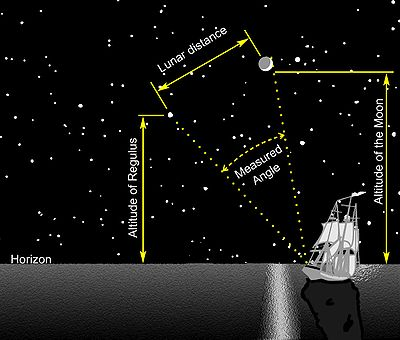 Lunar distance
Altitude of Regulus
Measured
Angle
Altitude of the Moon
Horizon